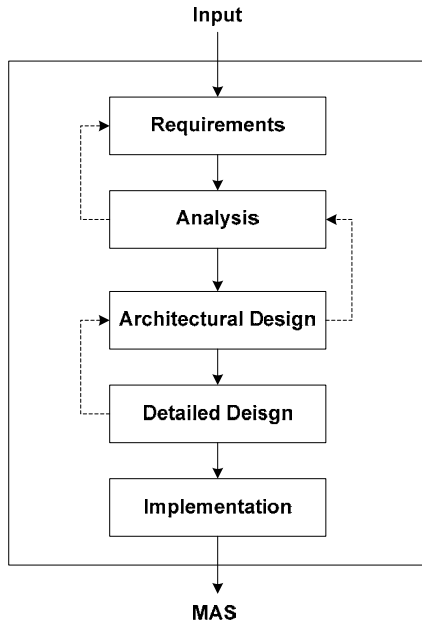 Input
Requirements
Analysis
Architectural Design
Detailed Deisgn
Implementation
MAS